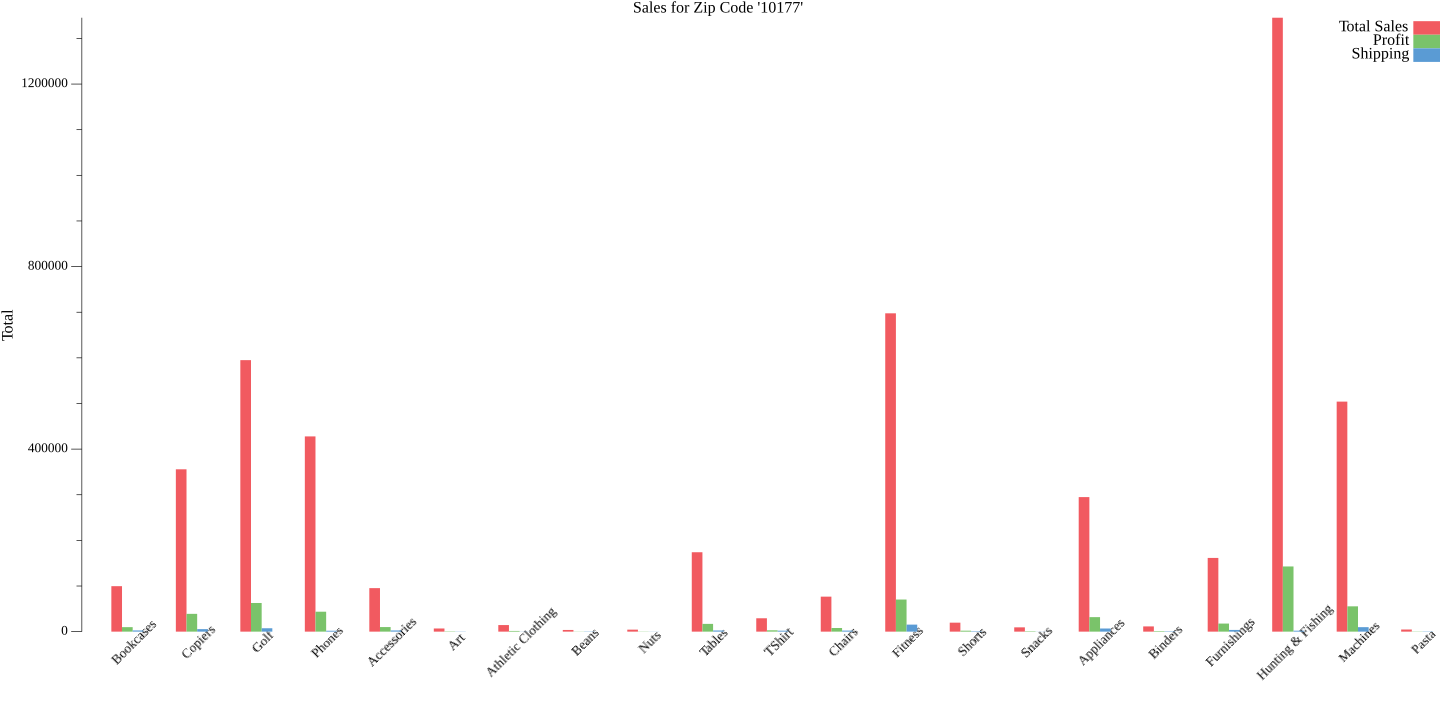 Sales for Zip Code '10177'
Total Sales
Profit
Shipping
1200000
800000
400000
0
Total
Bookcases
Copiers
Golf
Phones
Accessories
Art
Athletic Clothing
Beans
Nuts
Tables
TShirt
Chairs
Fitness
Shorts
Snacks
Appliances
Binders
Furnishings
Hunting & Fishing
Machines
Pasta